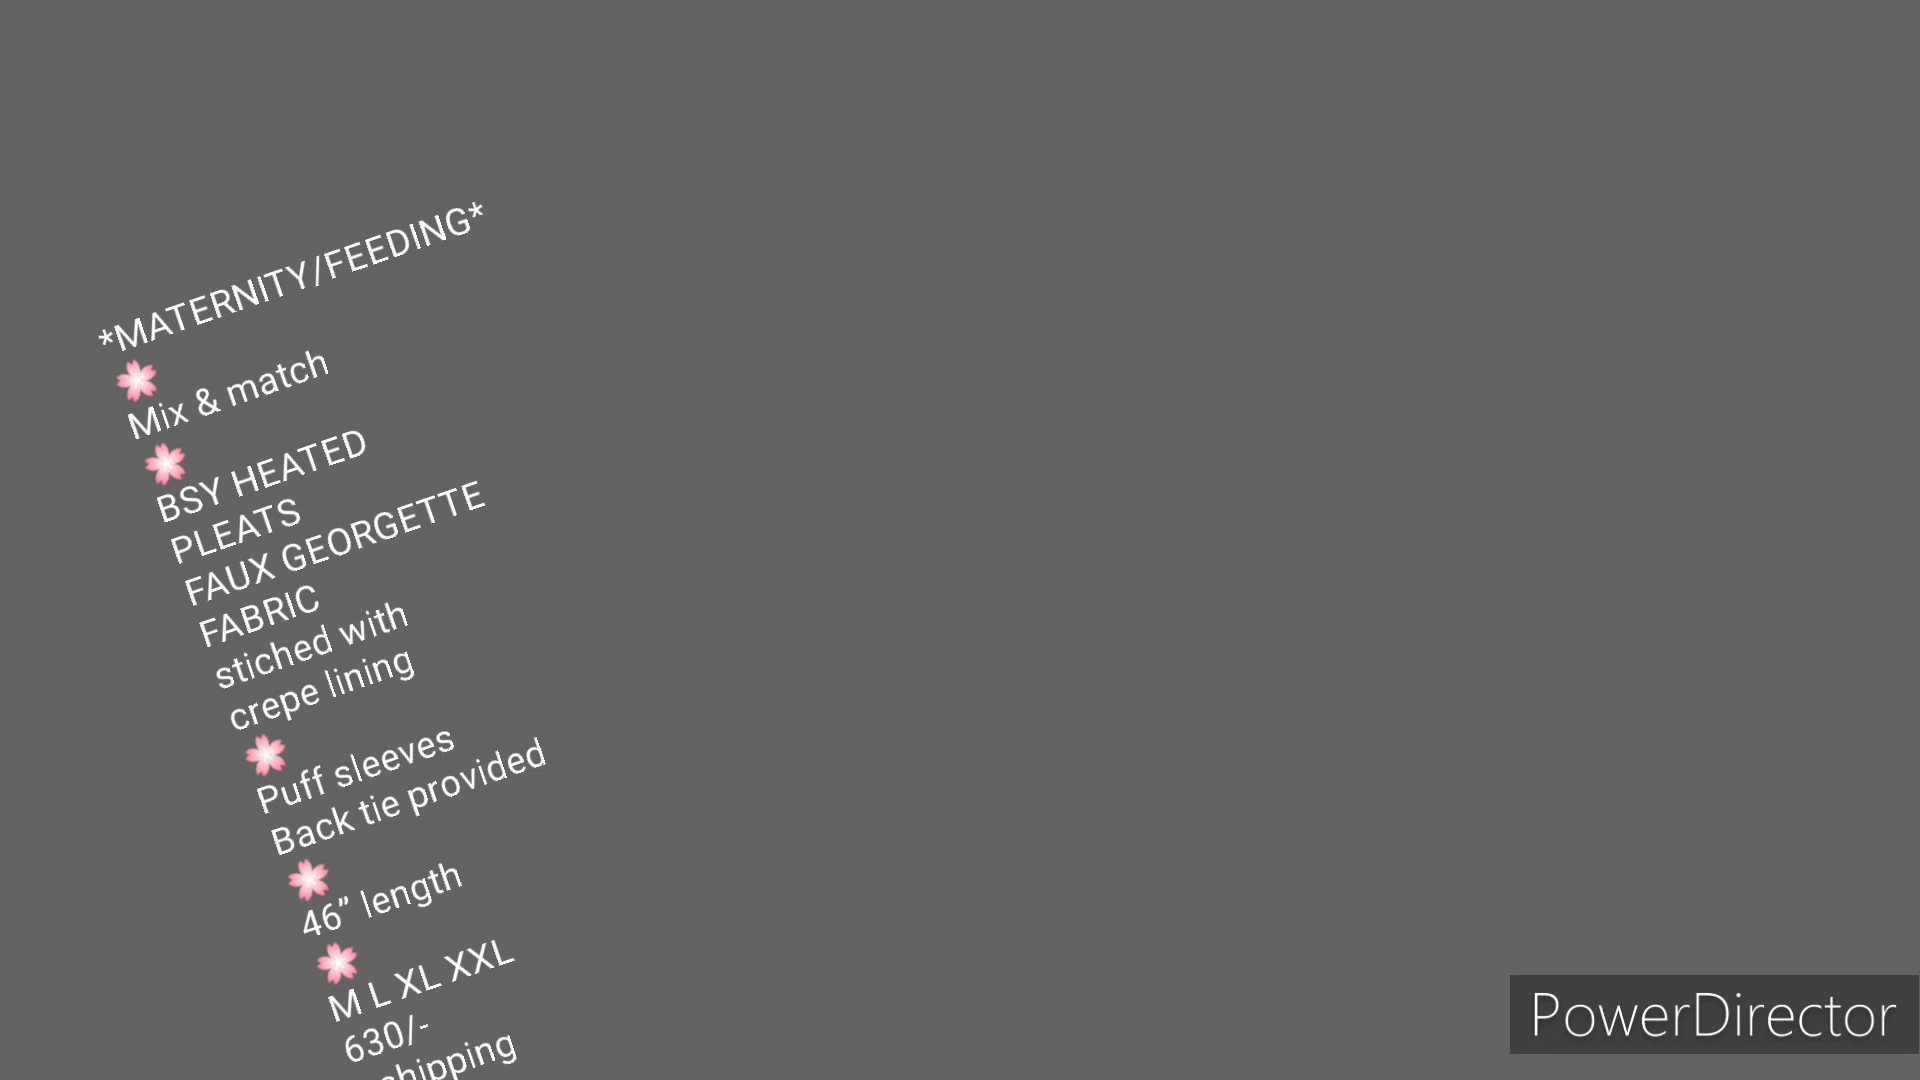 *MATERNITY/FEEDING*
🌸
Mix & match
🌸
BSY HEATED
PLEATS
FAUX GEORGETTE
FABRIC
stiched with
crepe lining
🌸
Puff sleeves
Back tie provided
🌸
46” length
🌸
M L XL XXL
630/-
shipping
PowerDirector